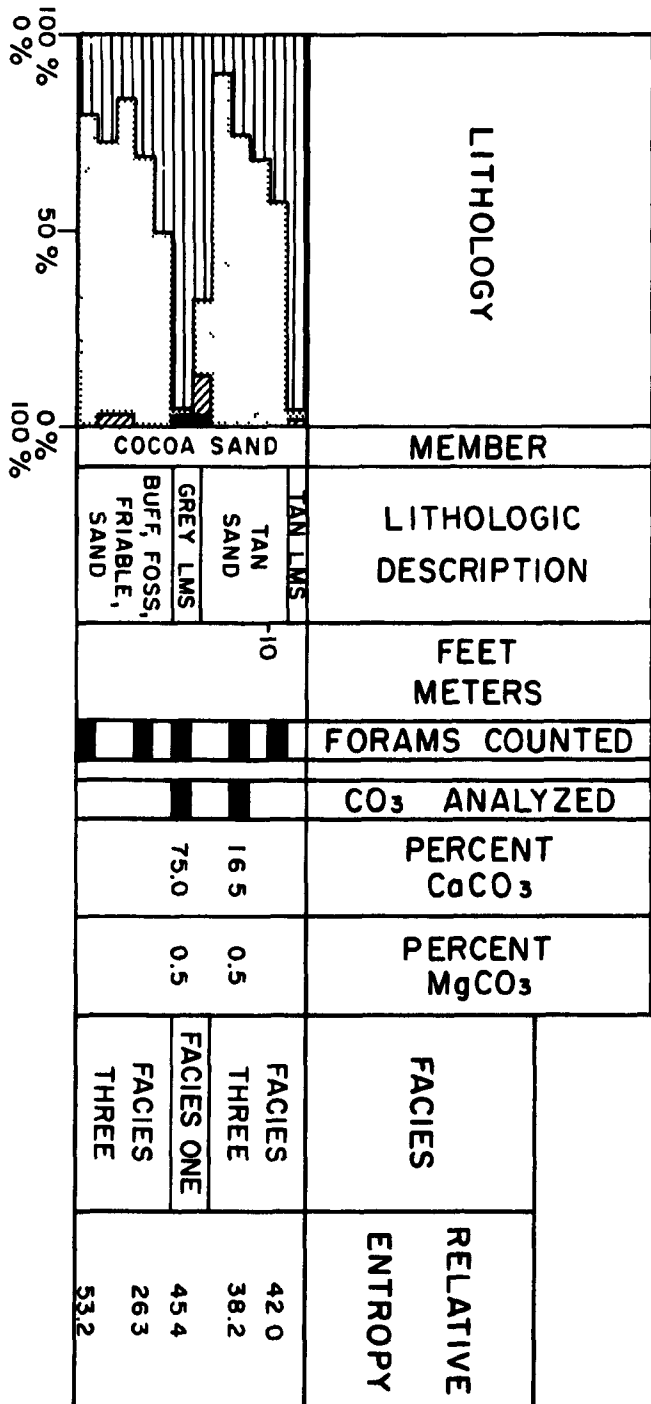 100%
0%
50%
%
0%
100%
LITHOLOGY
COCOA SAND
MEMBER
TAN LMS
TAN
SAND
GREY LMS
BUFF, FOSS,
FRIABLE,
SAND
LITHOLOGIC
DESCRIPTION
-10
FEET
METERS
FORAMS COUNTED
CO₃ ANALYZED
16 5
75.0
PERCENT
CaCO₃
0.5
0.5
PERCENT
MgCO₃
FACIES
THREE
FACIES ONE
FACIES
THREE
FACIES
42 0
38.2
45 4
26 3
53.2
RELATIVE
ENTROPY